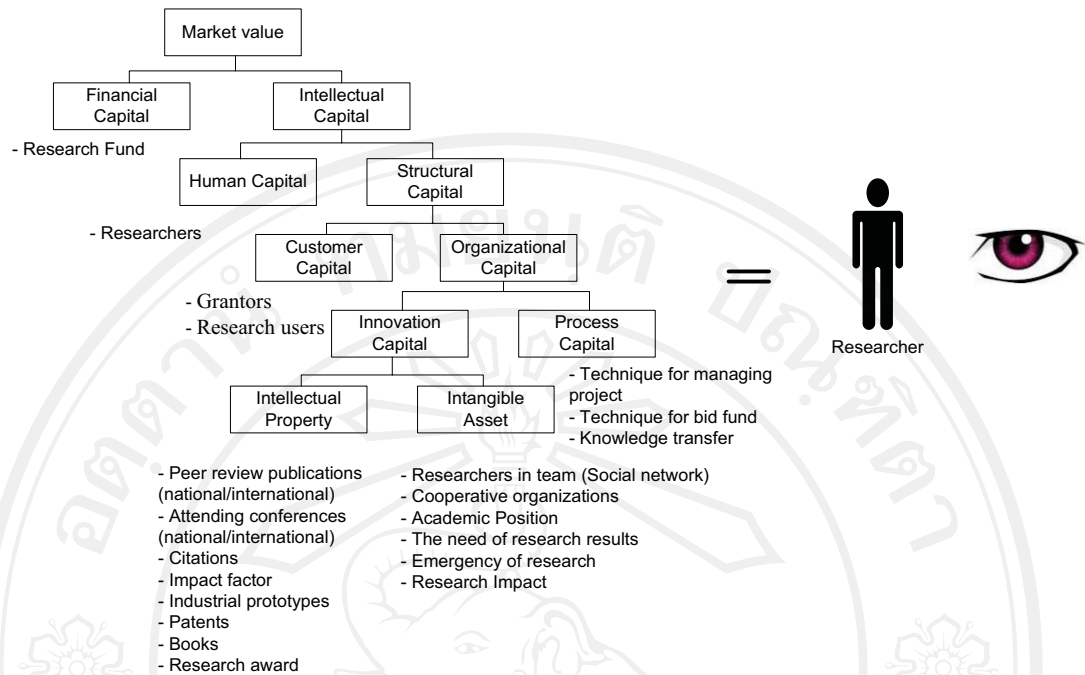 Market value
Financial
Capital
Intellectual
Capital
- Research Fund
Human Capital
Structural
Capital
- Researchers
Customer
Capital
Organizational
Capital
- Grantors
- Research users
Innovation
Capital
Process
Capital
Researcher
Intellectual
Property
Intangible
Asset
- Technique for managing
project
- Technique for bid fund
- Knowledge transfer
- Peer review publications
(national/international)
- Attending conferences
(national/international)
- Citations
- Impact factor
- Industrial prototypes
- Patents
- Books
- Research award
- Researchers in team (Social network)
- Cooperative organizations
- Academic Position
- The need of research results
- Emergency of research
- Research Impact
=